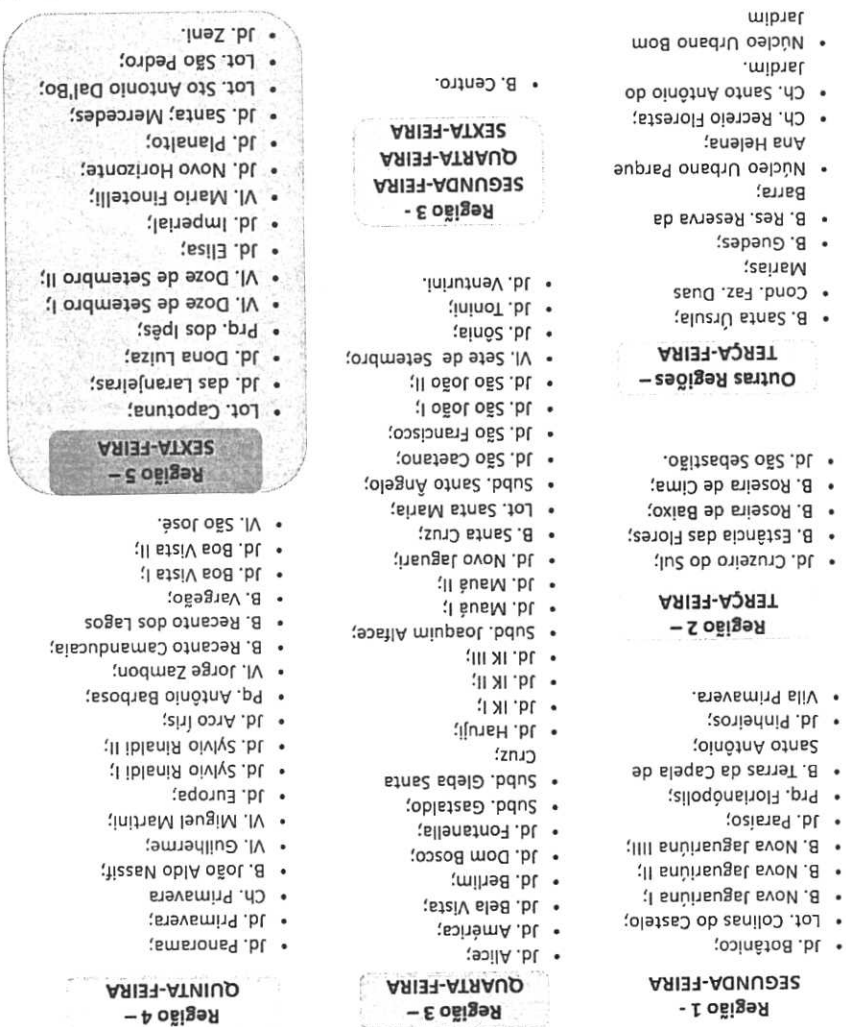 Região 1 -
SEGUNDA-FEIRA
• Jd. Botânico;
• Lot. Colinas do Castelo;
• B. Nova Jaguariúna I;
• B. Nova Jaguariúna II;
• B. Nova Jaguariúna IIII;
• Jd. Paraiso;
• Prq. Florianópolis;
• B. Terras da Capela de
Santo Antônio;
• Jd. Pinheiros;
• Vila Primavera.
Região 2 –
TERÇA-FEIRA
• Jd. Cruzeiro do Sul;
• B. Estância das Flores;
• B. Roseira de Baixo;
• B. Roseira de Cima;
• Jd. São Sebastião.
Outras Regiões –
TERÇA-FEIRA
• B. Santa Úrsula;
• Cond. Faz. Duas
Marias;
• B. Guedes;
• B. Res. Reserva da
Barra;
• Núcleo Urbano Parque
Ana Helena;
• Ch. Recreio Floresta;
• Ch. Santo Antônio do
Jardim.
• Núcleo Urbano Bom
Jardim
Região 3 –
QUARTA-FEIRA
• Jd. Alice;
• Jd. América;
• Jd. Bela Vista;
• Jd. Berlim;
• Jd. Dom Bosco;
• Jd. Fontanella;
• Subd. Gastaldo;
• Subd. Gleba Santa
Cruz;
• Jd. Haruji;
• Jd. IK I;
• Jd. IK II;
• Jd. IK III;
• Subd. Joaquim Alface;
• Jd. Mauá I;
• Jd. Mauá II;
• Jd. Novo Jaguari;
• B. Santa Cruz;
• Lot. Santa Maria;
• Subd. Santo Ângelo;
• Jd. São Caetano;
• Jd. São Francisco;
• Jd. São João I;
• Jd. São João II;
• Vl. Sete de Setembro;
• Jd. Sônia;
• Jd. Tonini;
• Jd. Venturini.
Região 3 -
SEGUNDA-FEIRA
QUARTA-FEIRA
SEXTA-FEIRA
• B. Centro.
Região 4 –
QUINTA-FEIRA
• Jd. Panorama;
• Jd. Primavera;
• Ch. Primavera
• B. João Aldo Nassif;
• Vl. Guilherme;
• Vl. Miguel Martini;
• Jd. Europa;
• Jd. Sylvio Rinaldi I;
• Jd. Sylvio Rinaldi II;
• Jd. Arco Íris;
• Pq. Antônio Barbosa;
• Vl. Jorge Zambon;
• B. Recanto Camanducaia;
• B. Recanto dos Lagos
• B. Vargeão;
• Jd. Boa Vista I;
• Jd. Boa Vista II;
• Vl. São José.
Região 5 –
SEXTA-FEIRA
• Lot. Capotuna;
• Jd. das Laranjeiras;
• Jd. Dona Luiza;
• Prq. dos Ipês;
• Vl. Doze de Setembro I;
• Vl. Doze de Setembro II;
• Jd. Elisa;
• Jd. Imperial;
• Vl. Mario Finotelli;
• Jd. Novo Horizonte;
• Jd. Planalto;
• Jd. Santa; Mercedes;
• Lot. Sto Antonio Dal'Bo;
• Lot. São Pedro;
• Jd. Zeni.